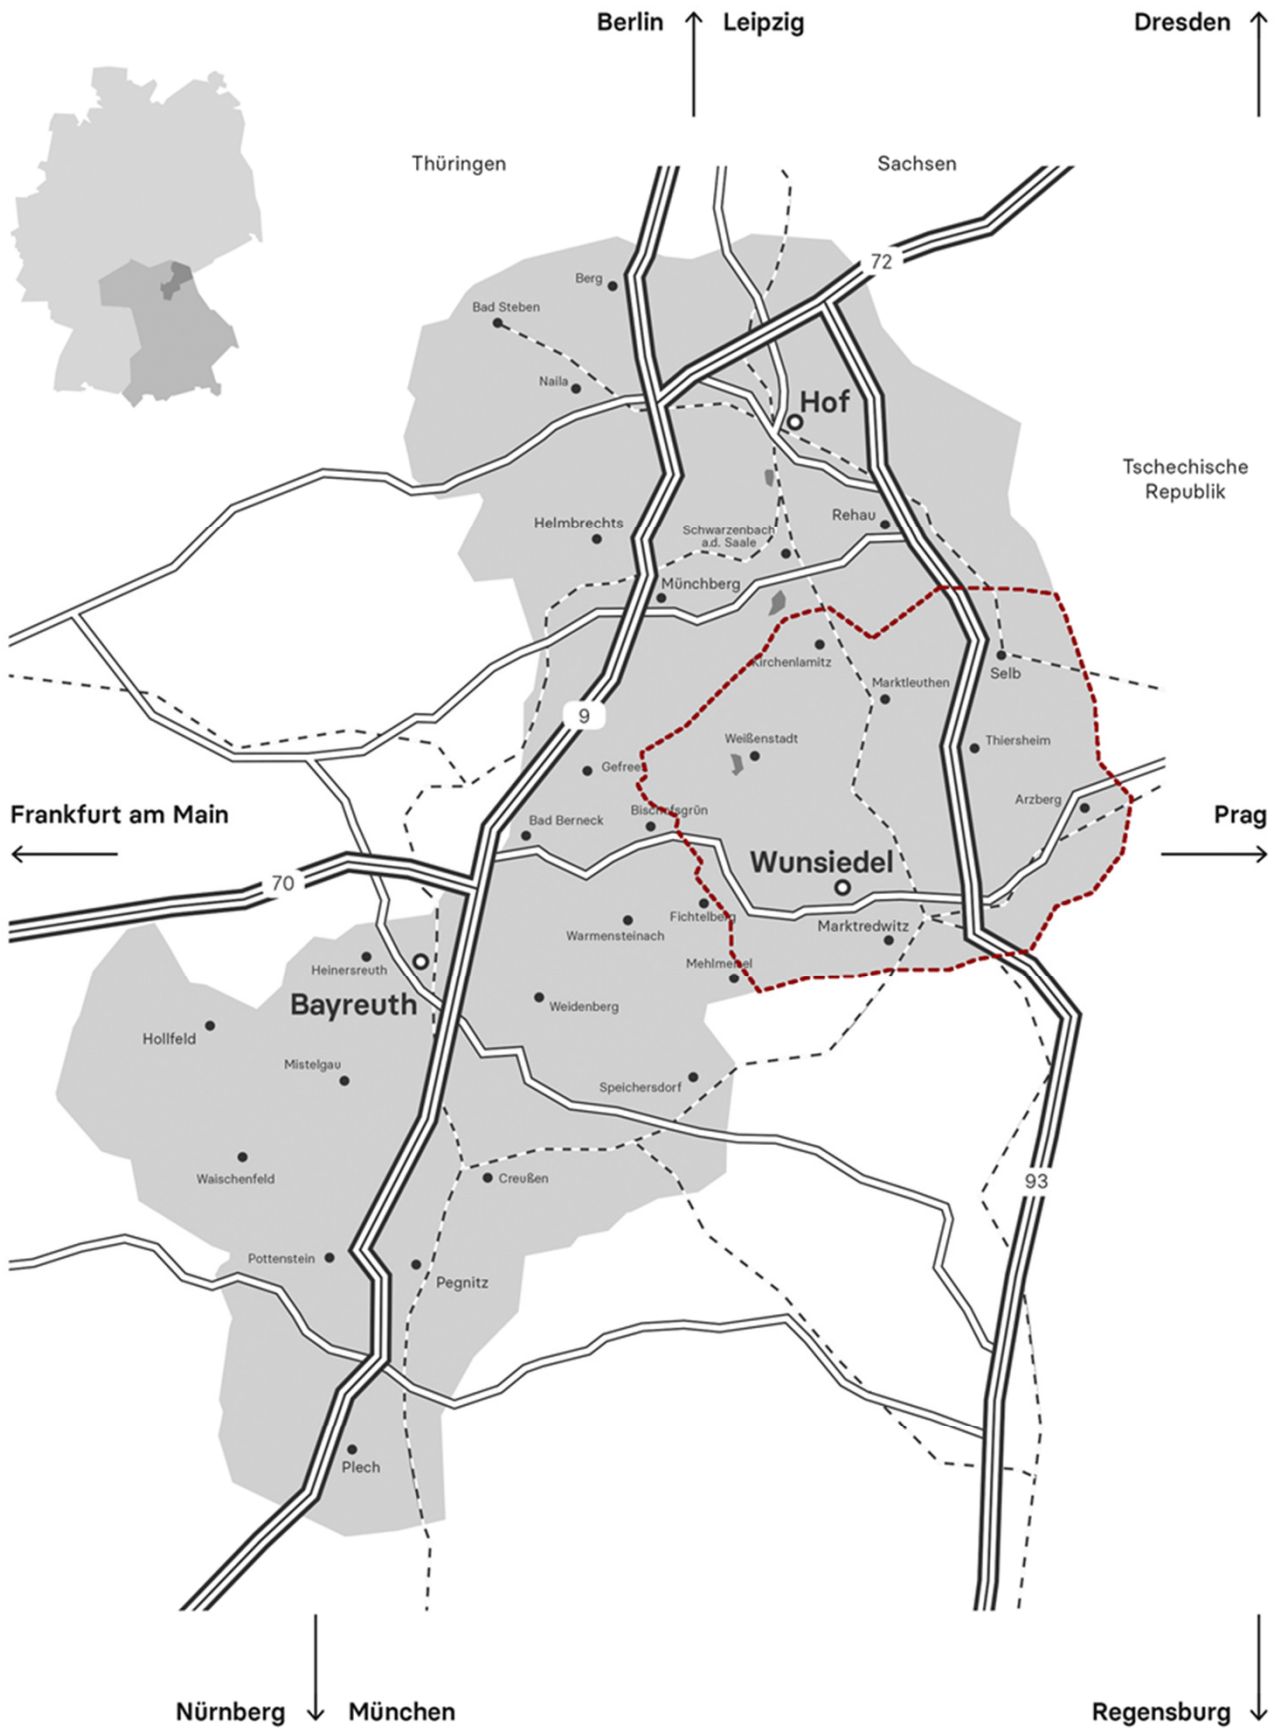 Berlin
Leipzig
Dresden
Thüringen
Sachsen
72
Berg
Bad Steben
Naila
Hof
Tschechische
Republik
Helmbrechts
Schwarzenbach
a.d. Saale
Rehau
Münchberg
Kirchenlamitz
Selb
Marktleuthen
9
Weißenstadt
Thiersheim
Gefrees
Arzberg
Bischofsgrün
Bad Berneck
Frankfurt am Main
Prag
Wunsiedel
70
Fichtelberg
Marktredwitz
Warmensteinach
Mehlmeisel
Heinersreuth
Bayreuth
Weidenberg
Hollfeld
Mistelgau
Speichersdorf
Waischenfeld
Creußen
93
Pottenstein
Pegnitz
Plech
Nürnberg
München
Regensburg